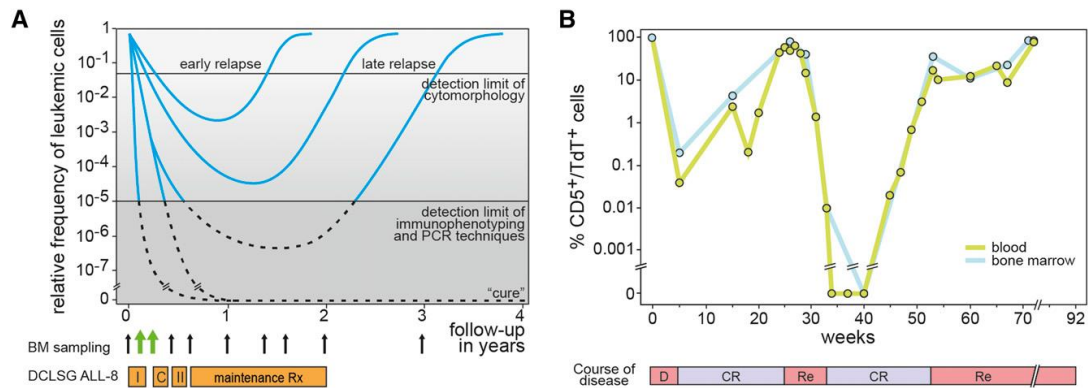 A
relative frequency of leukemic cells
1
10-1
10-2
10-3
10-4
10-5
10-6
10-7
0
early relapse
late relapse
detection limit of
cytomorphology
detection limit of
immunophenotyping
and PCR techniques
"cure"
0
1
2
3
4
follow-up
in years
BM sampling
DCLSG ALL-8
I
C
II
maintenance Rx
B
% CD5+/TdT+ cells
100
10
1
0.1
0.01
0.001
0
blood
bone marrow
0 10 20 30 40 50 60 70 92
weeks
Course of
disease
D
CR
Re
CR
Re